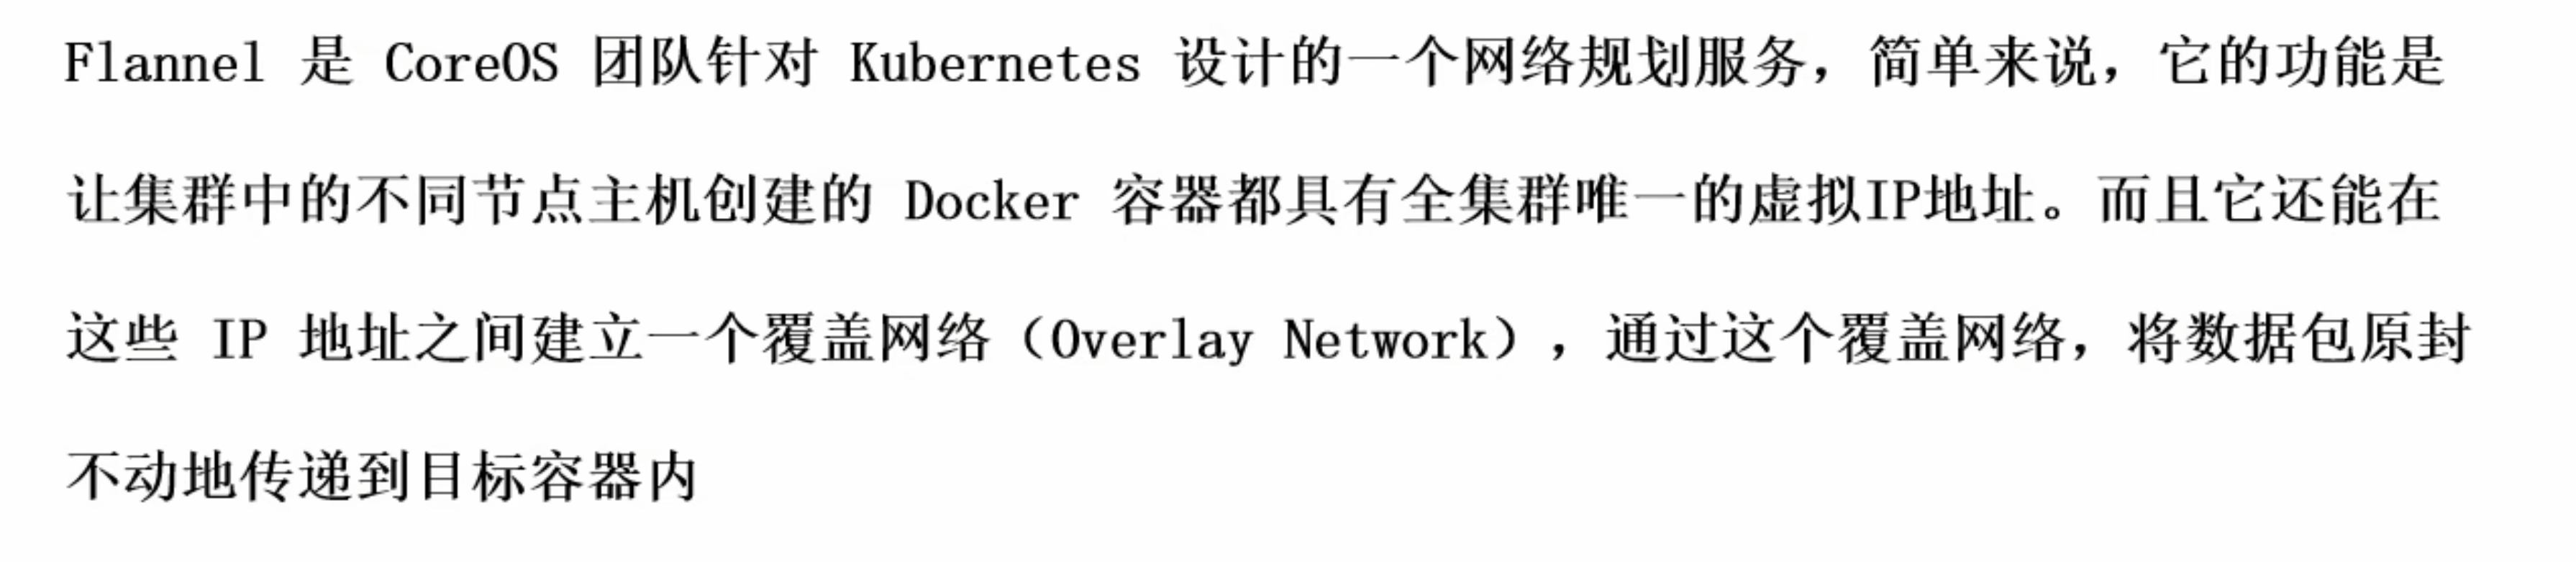 Flannel 是 CoreOS 团队针对 Kubernetes 设计的一个网络规划服务，简单来说，它的功能是
让集群中的不同节点主机创建的 Docker 容器都具有全集群唯一的虚拟IP地址。而且它还能在
这些 IP 地址之间建立一个覆盖网络（Overlay Network），通过这个覆盖网络，将数据包原封
不动地传递到目标容器内